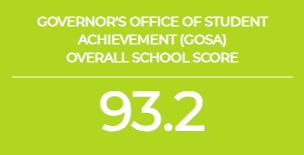 GOVERNOR'S OFFICE OF STUDENT
ACHIEVEMENT (GOSA)
OVERALL SCHOOL SCORE
93.2